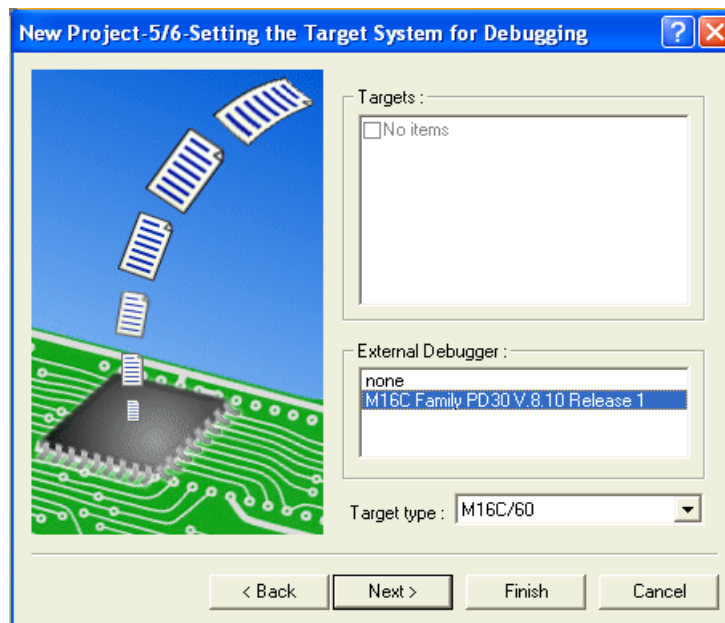 New Project-5/6-Setting the Target System for Debugging
Targets :
No items
External Debugger :
none
M16C Family PD30 V.8.10 Release 1
Target type : M16C/60
< Back Next > Finish Cancel